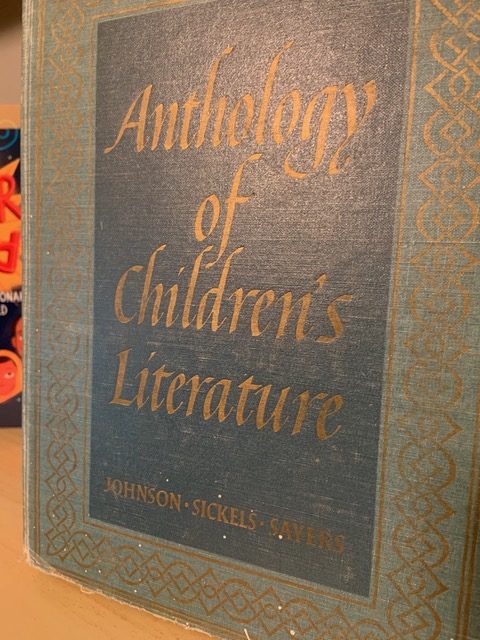 Anthology
of
Children's
Literature
JOHNSON · SICKELS · SAYERS